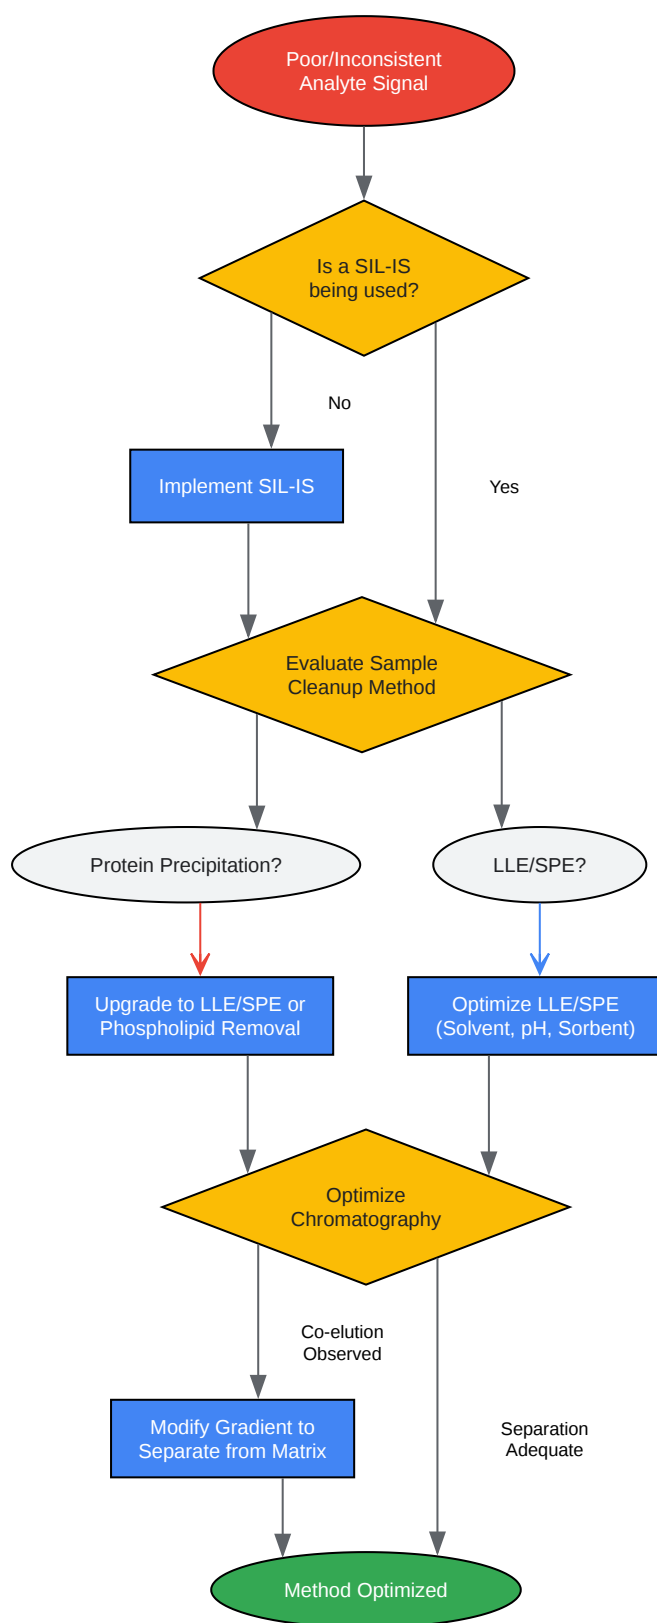 Poor/Inconsistent
Analyte Signal
Is a SIL-IS
being used?
No
Implement SIL-IS
Yes
Evaluate Sample
Cleanup Method
Protein Precipitation?
LLE/SPE?
Upgrade to LLE/SPE or
Phospholipid Removal
Optimize LLE/SPE
(Solvent, pH, Sorbent)
Optimize
Chromatography
Co-elution
Observed
Modify Gradient to
Separate from Matrix
Separation
Adequate
Method Optimized